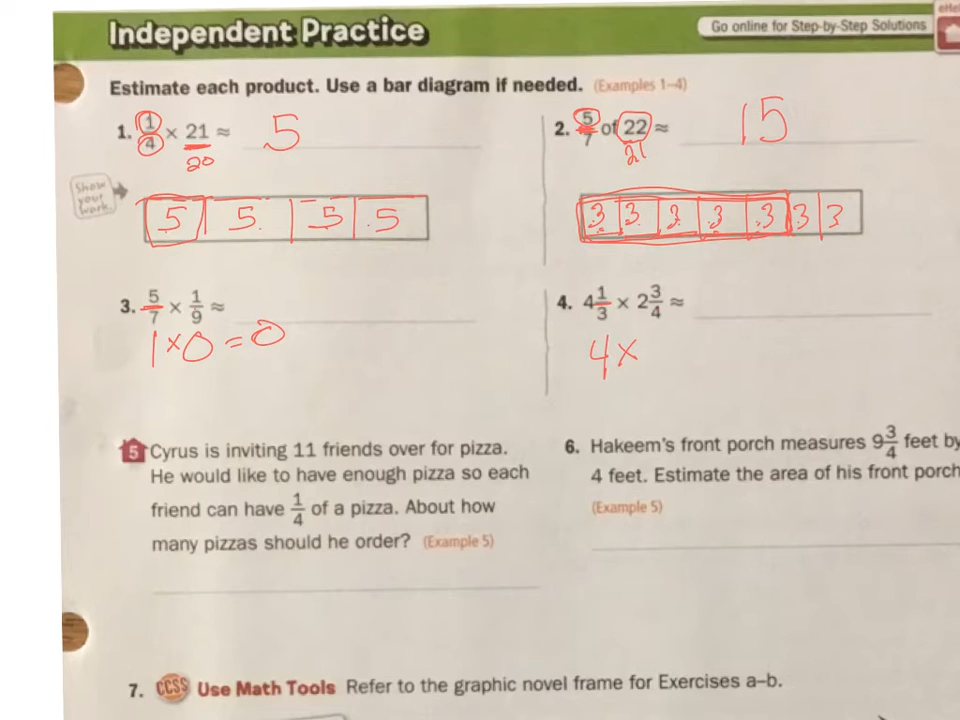 Independent Practice
Go online for Step-by-Step Solutions
eHel
Estimate each product. Use a bar diagram if needed. (Examples 1–4)
1. 1/4 × 21 ≈ 5
20
2. 5/7 of 22 ≈ 15
21
Show your work.
5 5 5 5
3 3 3 3 3 3 3
3. 5/7 × 1/9 ≈
1 × 0 = 0
4. 4 1/3 × 2 3/4 ≈
4 ×
5 Cyrus is inviting 11 friends over for pizza.
He would like to have enough pizza so each
friend can have 1/4 of a pizza. About how
many pizzas should he order? (Example 5)
6. Hakeem's front porch measures 9 3/4 feet by
4 feet. Estimate the area of his front porch
(Example 5)
7. CCSS Use Math Tools Refer to the graphic novel frame for Exercises a–b.